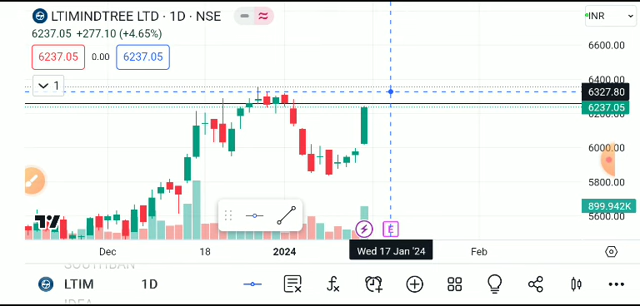 LTIMINDTREE LTD · 1D · NSE
INR
6237.05 +277.10 (+4.65%)
6237.05 0.00 6237.05
1
6600.00
6400.00
6327.80
6237.05
6000.00
5800.00
899.942K
5600.00
E
Dec 18 2024 Wed 17 Jan '24 Feb
SOUTHBAN
LTIM 1D
IDEA